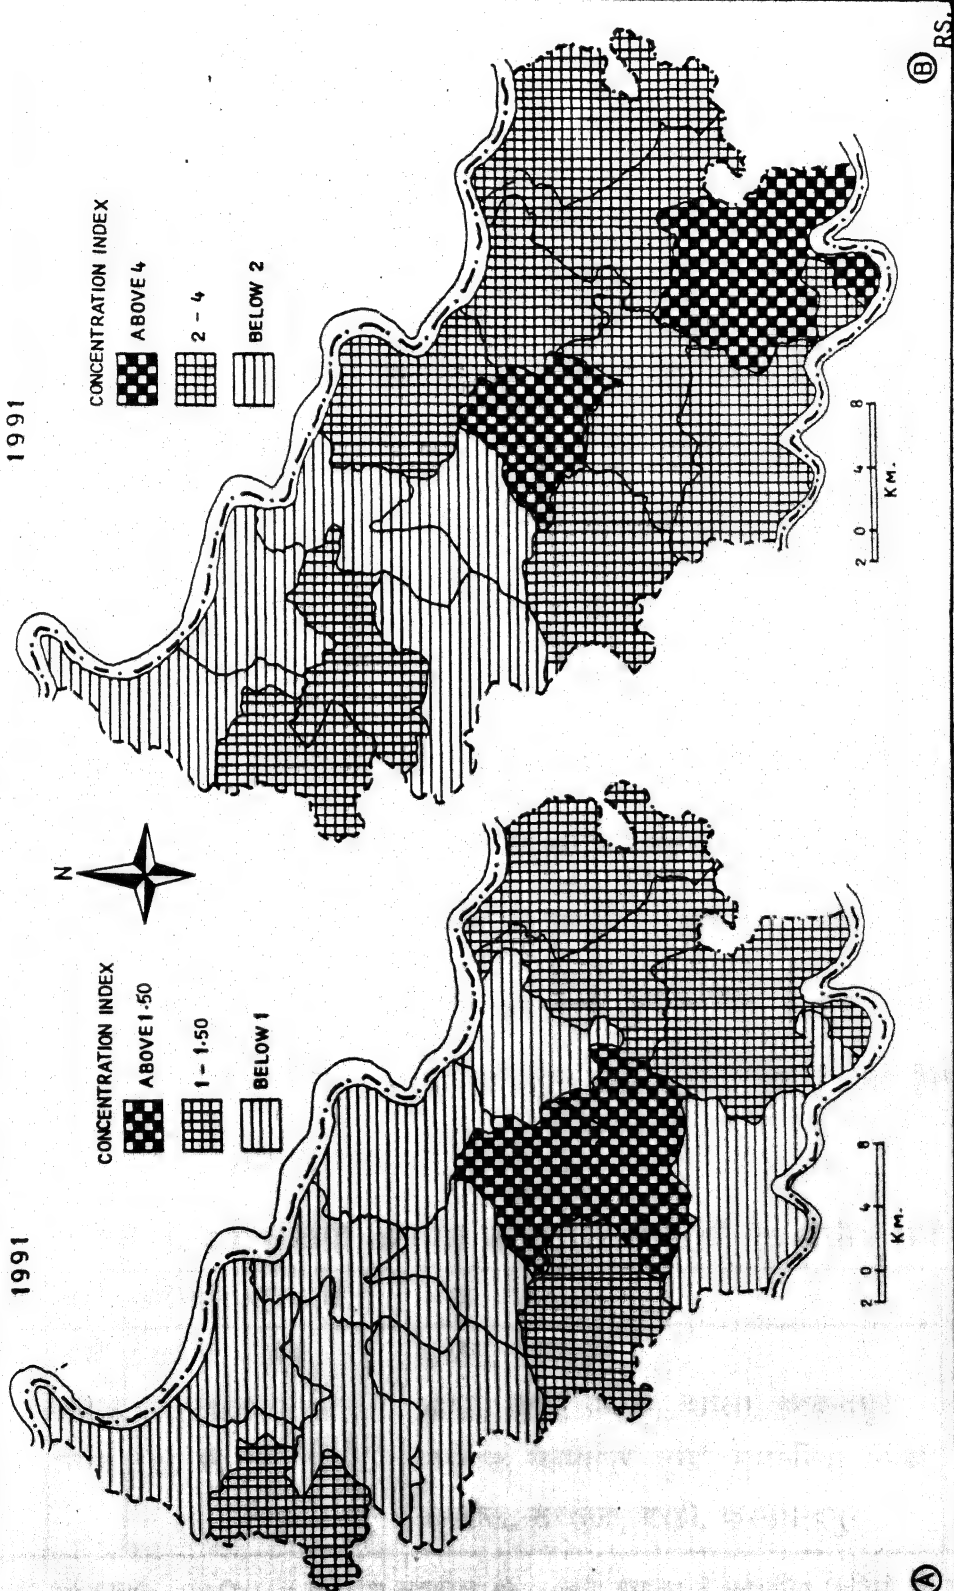 1991
CONCENTRATION INDEX
ABOVE 1·50
1 - 1·50
BELOW 1
2 0 4 8
KM.
A
N
1991
CONCENTRATION INDEX
ABOVE 4
2 - 4
BELOW 2
2 0 4 8
KM.
B
RS.